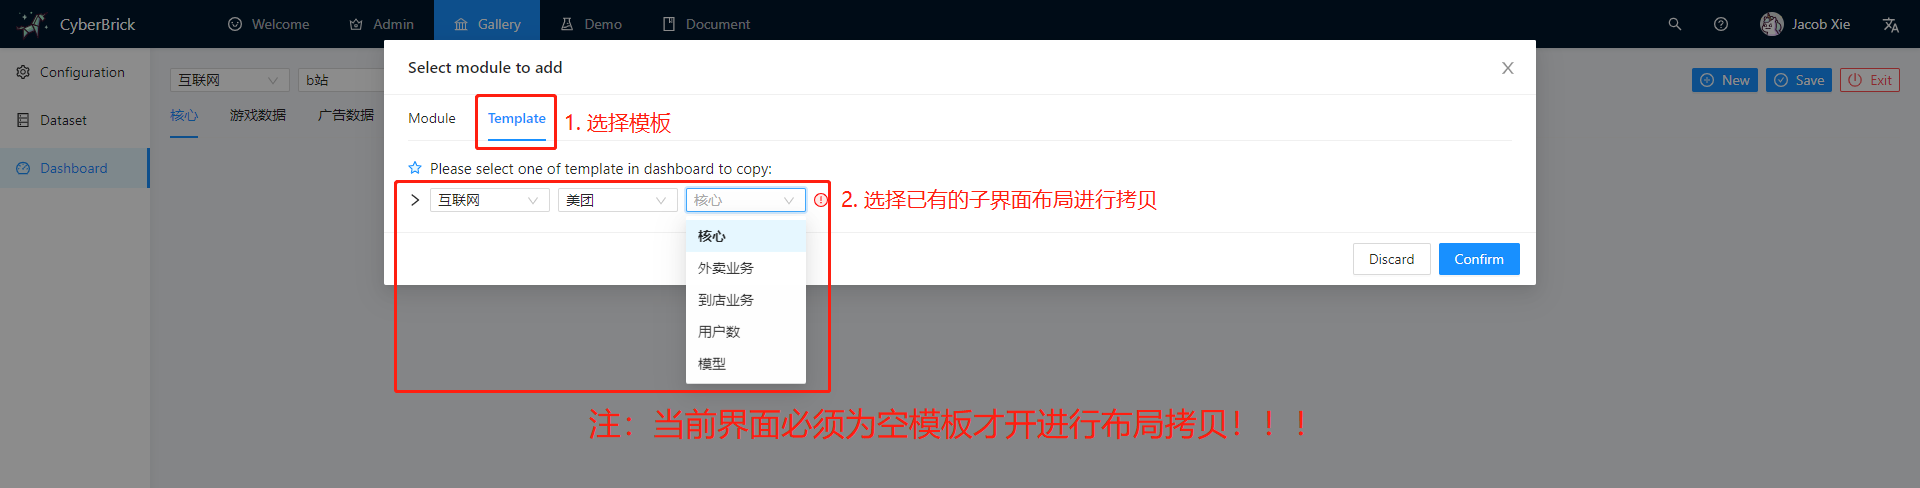 CyberBrick Welcome Admin Gallery Demo Document Jacob Xie
Configuration
Dataset
Dashboard
互联网 b站
核心 游戏数据 广告数据
New Save Exit
Select module to add
Module Template 1. 选择模板
Please select one of template in dashboard to copy:
互联网 美团 核心 2. 选择已有的子界面布局进行拷贝
核心
外卖业务
到店业务
用户数
模型
Discard Confirm
注：当前界面必须为空模板才开进行布局拷贝！！！